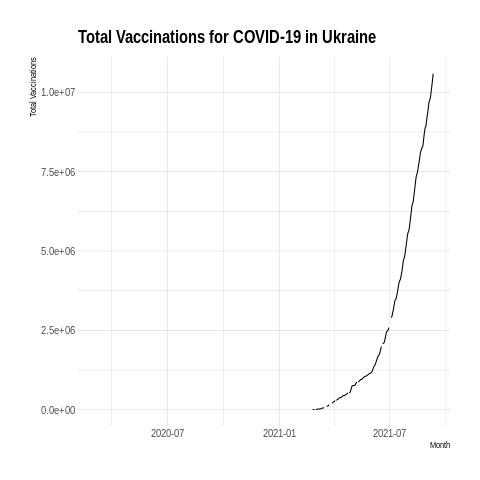 Total Vaccinations for COVID-19 in Ukraine
Total Vaccinations
1.0e+07
7.5e+06
5.0e+06
2.5e+06
0.0e+00
2020-07
2021-01
2021-07
Month